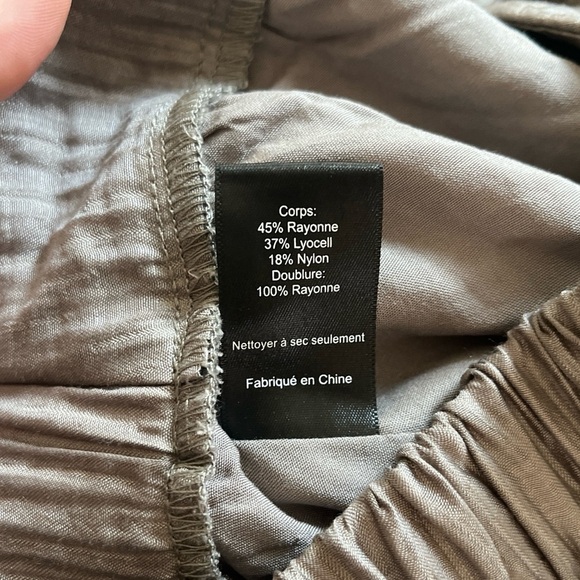 Corps:
45% Rayonne
37% Lyocell
18% Nylon
Doublure:
100% Rayonne
Nettoyer à sec seulement
Fabriqué en Chine